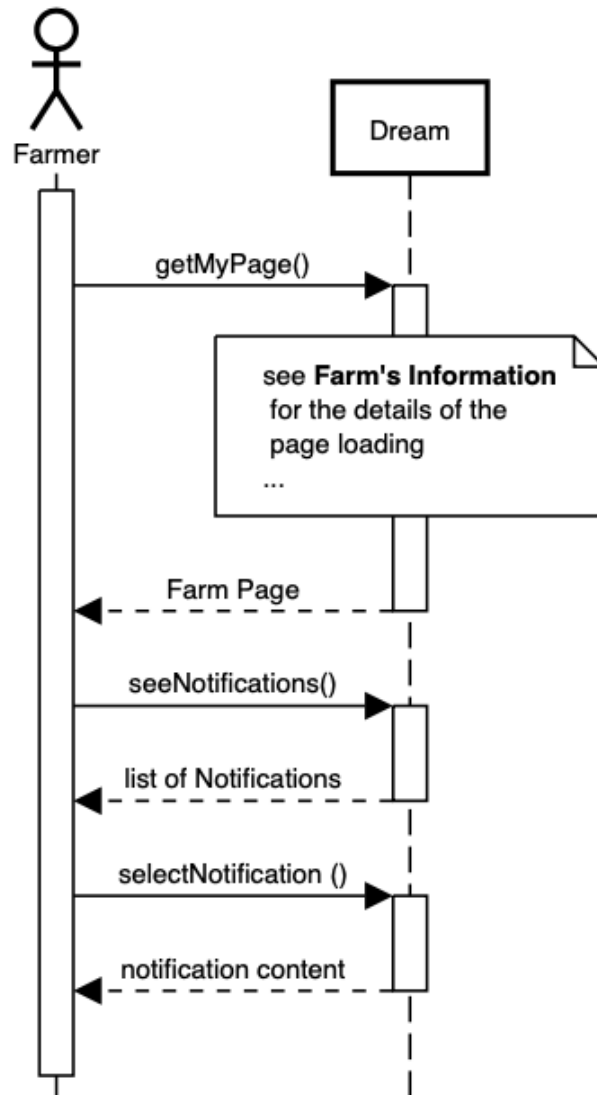 Farmer
Dream
getMyPage()
see Farm's Information
for the details of the
page loading
...
Farm Page
seeNotifications()
list of Notifications
selectNotification ()
notification content